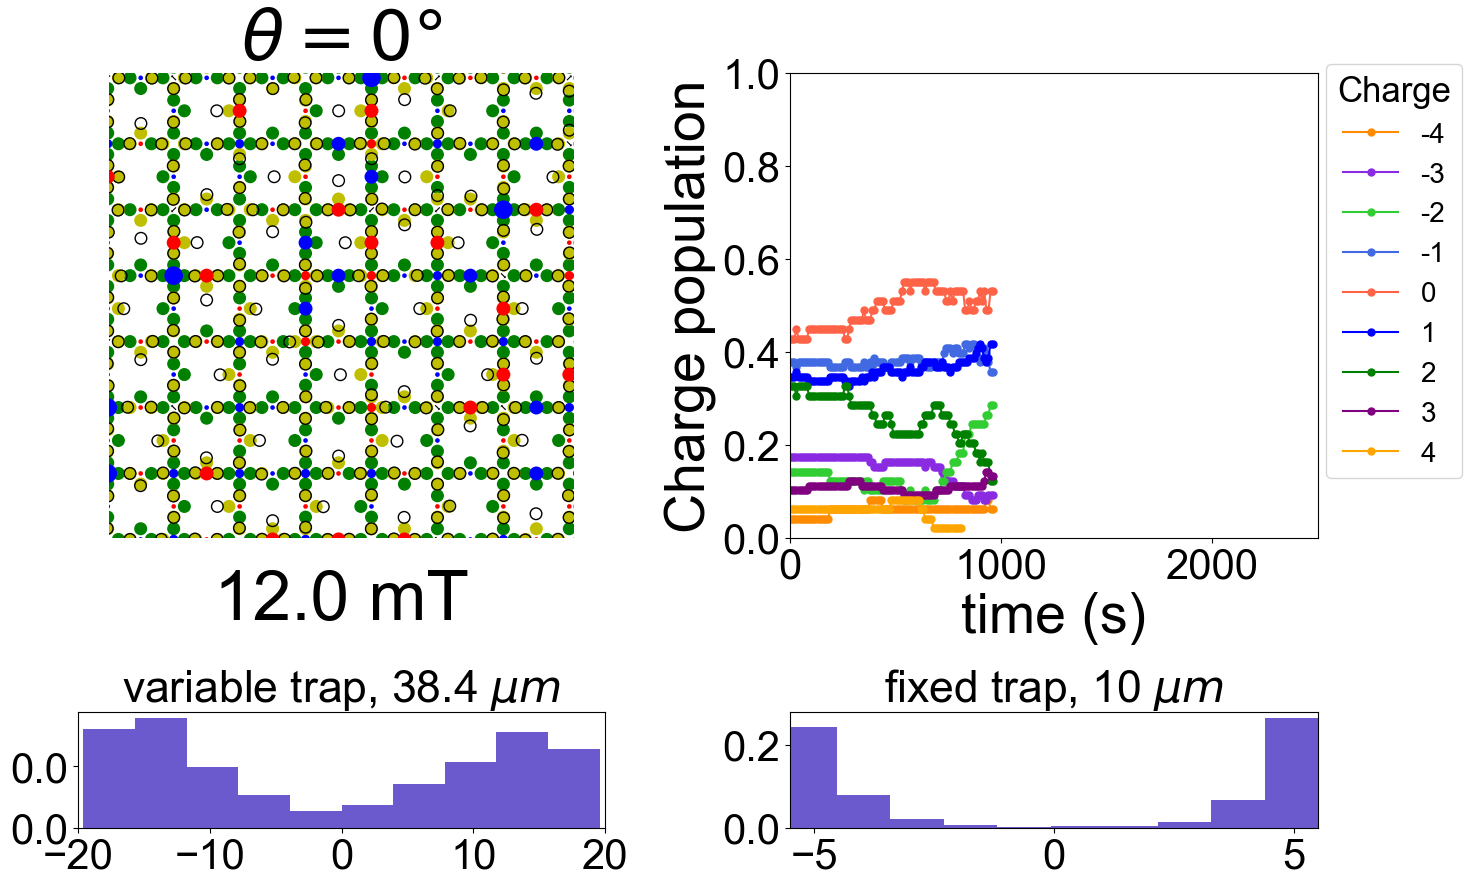 θ = 0°
12.0 mT
1.0
0.8
0.6
0.4
0.2
0.0
Charge population
0 1000 2000
time (s)
Charge
-4
-3
-2
-1
0
1
2
3
4
variable trap, 38.4 μm
0.0
0.0
−20 −10 0 10 20
fixed trap, 10 μm
0.2
0.0
−5 0 5